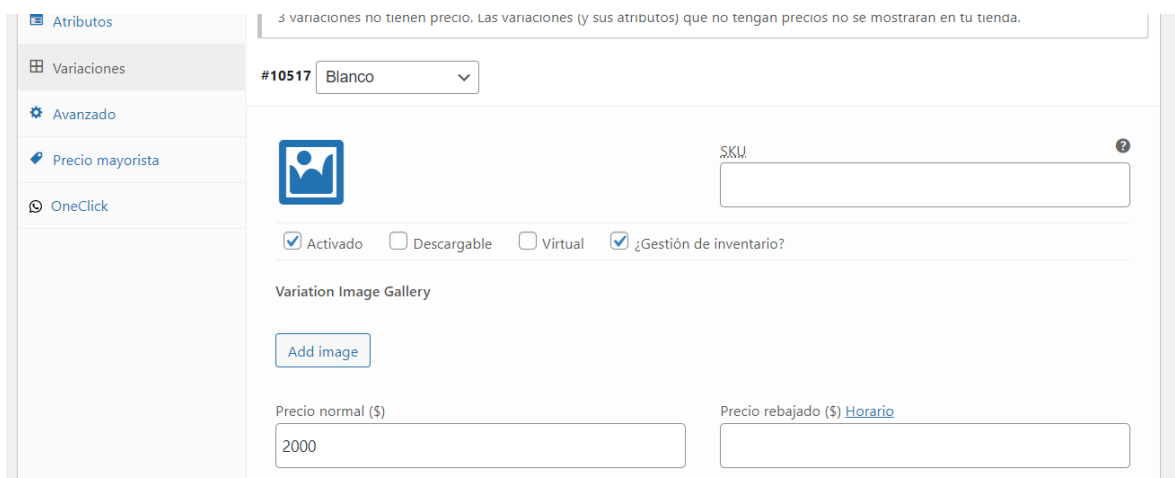 Atributos
3 variaciones no tienen precio. Las variaciones (y sus atributos) que no tengan precios no se mostrarán en tu tienda.
Variaciones
#10517 Blanco
Avanzado
Precio mayorista
SKU
OneClick
Activado Descargable Virtual ¿Gestión de inventario?
Variation Image Gallery
Add image
Precio normal ($) Precio rebajado ($) Horario
2000